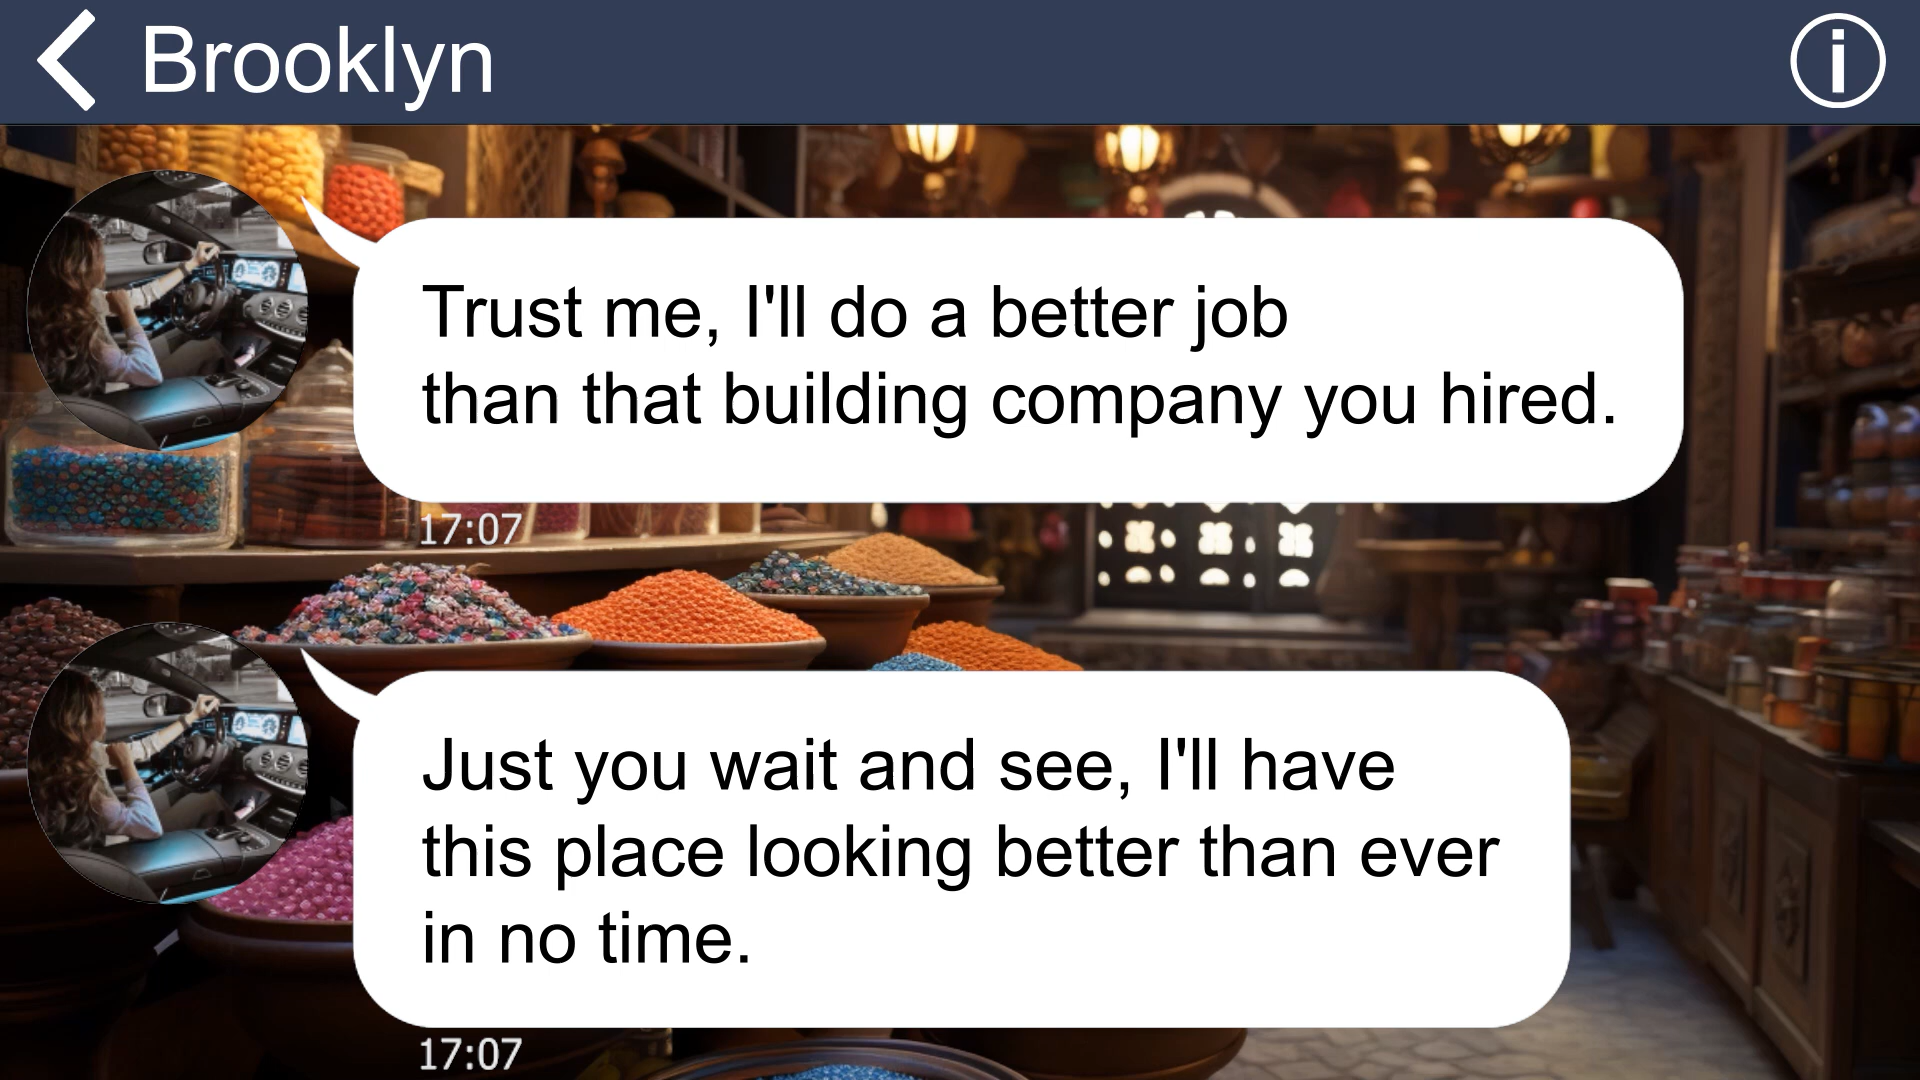 Brooklyn
Trust me, I'll do a better job
than that building company you hired.
17:07
Just you wait and see, I'll have
this place looking better than ever
in no time.
17:07